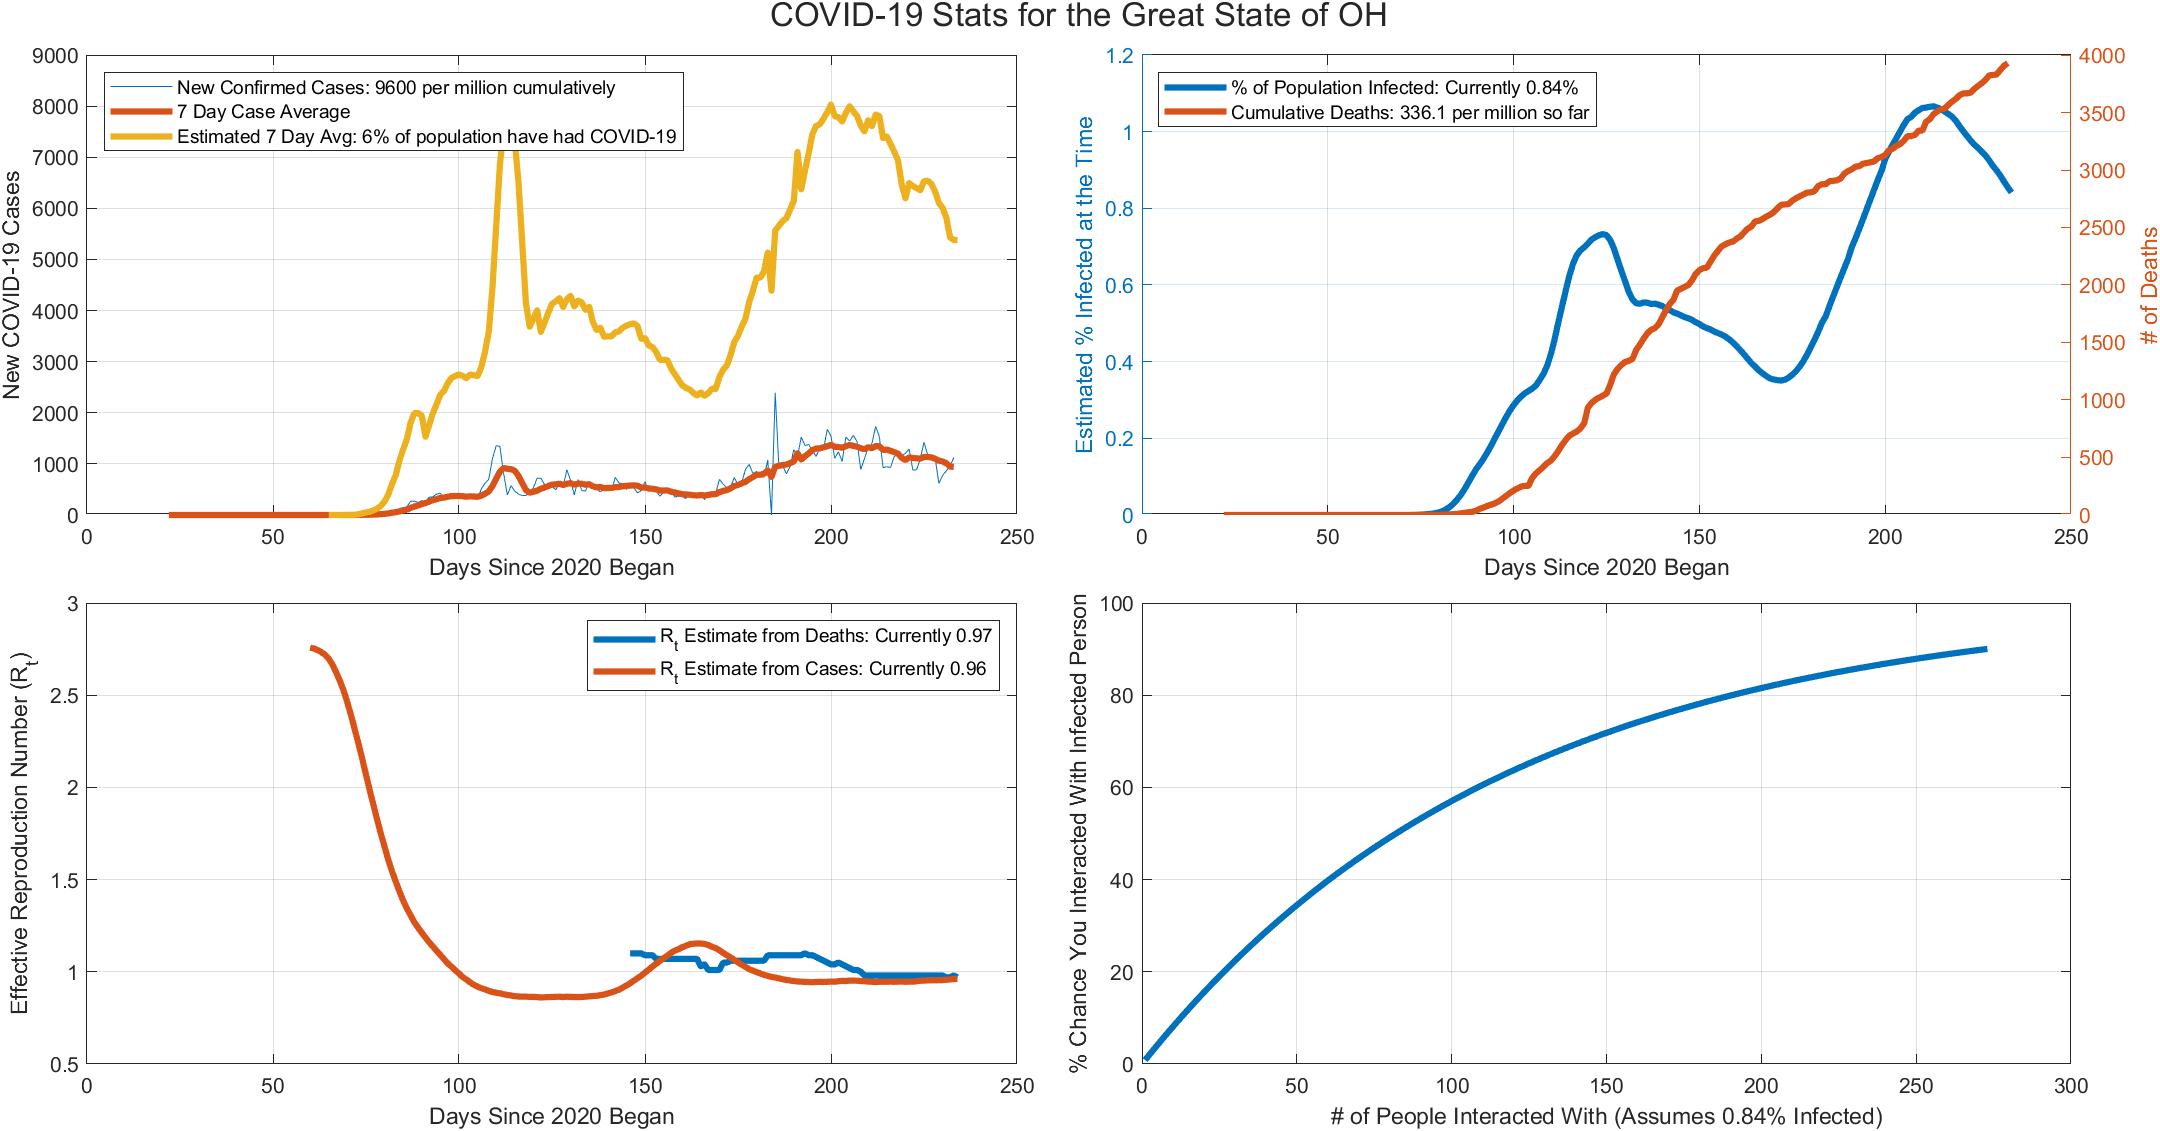 COVID-19 Stats for the Great State of OH
New COVID-19 Cases
9000
8000
7000
6000
5000
4000
3000
2000
1000
0
New Confirmed Cases: 9600 per million cumulatively
7 Day Case Average
Estimated 7 Day Avg: 6% of population have had COVID-19
0 50 100 150 200 250
Days Since 2020 Began
Estimated % Infected at the Time
1.2
1
0.8
0.6
0.4
0.2
0
% of Population Infected: Currently 0.84%
Cumulative Deaths: 336.1 per million so far
4000
3500
3000
2500
2000
1500
1000
500
0
# of Deaths
0 50 100 150 200 250
Days Since 2020 Began
Effective Reproduction Number (Rt)
3
2.5
2
1.5
1
0.5
Rt Estimate from Deaths: Currently 0.97
Rt Estimate from Cases: Currently 0.96
0 50 100 150 200 250
Days Since 2020 Began
% Chance You Interacted With Infected Person
100
80
60
40
20
0
0 50 100 150 200 250 300
# of People Interacted With (Assumes 0.84% Infected)